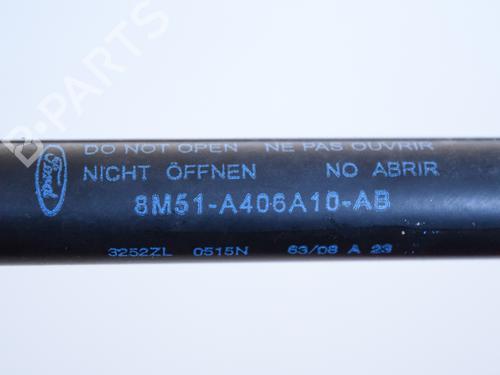 Ford
DO NOT OPEN NE PAS OUVRIR
NICHT ÖFFNEN NO ABRIR
8M51-A406A10-AB
3252ZL 0515N 63/08 A 23
B-PARTS